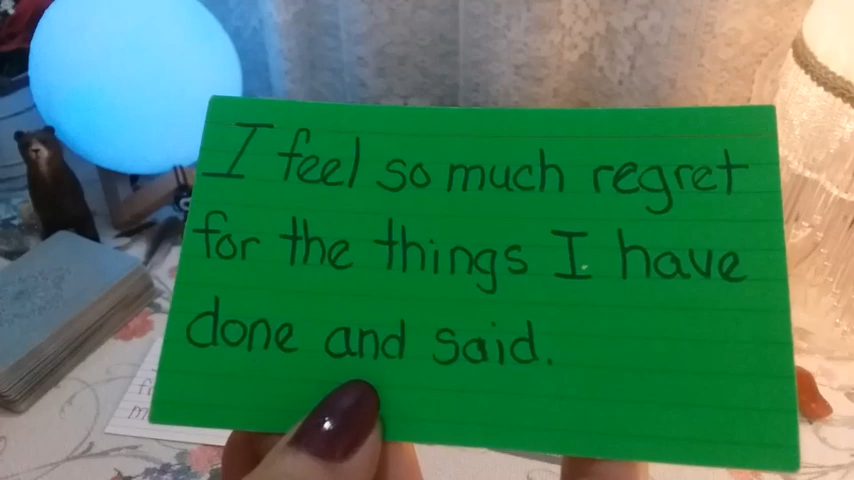 I feel so much regret
for the things I have
done and said.